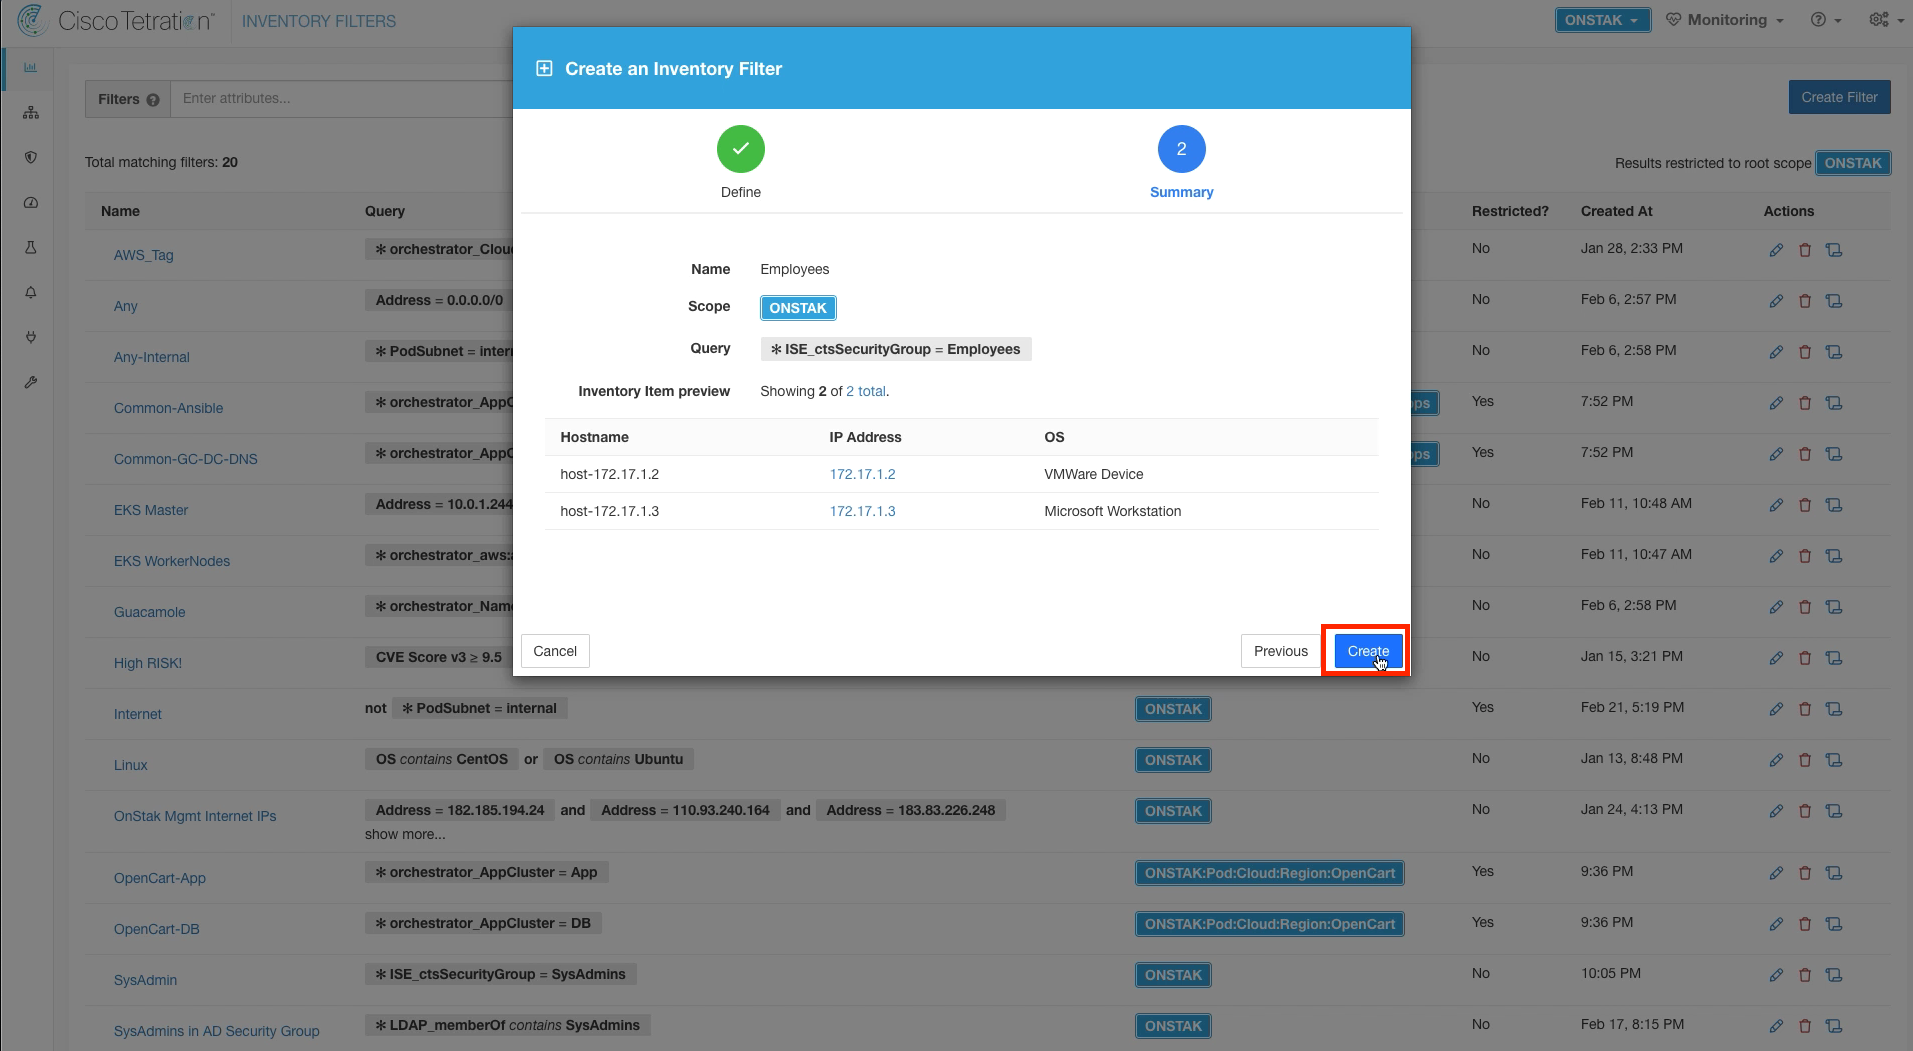 Cisco Tetration™ INVENTORY FILTERS ONSTAK Monitoring
Create an Inventory Filter
Filters Enter attributes... Create Filter
2
Define Summary
Total matching filters: 20 Results restricted to root scope ONSTAK
Name Query Restricted? Created At Actions
AWS_Tag * orchestrator_Clou No Jan 28, 2:33 PM
Any Address = 0.0.0.0/0 No Feb 6, 2:57 PM
Any-Internal * PodSubnet = inter No Feb 6, 2:58 PM
Common-Ansible * orchestrator_AppC ops Yes 7:52 PM
Common-GC-DC-DNS * orchestrator_AppC ops Yes 7:52 PM
EKS Master Address = 10.0.1.244 No Feb 11, 10:48 AM
EKS WorkerNodes * orchestrator_aws: No Feb 11, 10:47 AM
Guacamole * orchestrator_Name No Feb 6, 2:58 PM
High RISK! CVE Score v3 ≥ 9.5 No Jan 15, 3:21 PM
Name Employees
Scope ONSTAK
Query * ISE_ctsSecurityGroup = Employees
Inventory Item preview Showing 2 of 2 total.
Hostname IP Address OS
host-172.17.1.2 172.17.1.2 VMWare Device
host-172.17.1.3 172.17.1.3 Microsoft Workstation
Cancel Previous Create
Internet not * PodSubnet = internal ONSTAK Yes Feb 21, 5:19 PM
Linux OS contains CentOS or OS contains Ubuntu ONSTAK No Jan 13, 8:48 PM
OnStak Mgmt Internet IPs Address = 182.185.194.24 and Address = 110.93.240.164 and Address = 183.83.226.248 ONSTAK No Jan 24, 4:13 PM
show more...
OpenCart-App * orchestrator_AppCluster = App ONSTAK:Pod:Cloud:Region:OpenCart Yes 9:36 PM
OpenCart-DB * orchestrator_AppCluster = DB ONSTAK:Pod:Cloud:Region:OpenCart Yes 9:36 PM
SysAdmin * ISE_ctsSecurityGroup = SysAdmins ONSTAK No 10:05 PM
SysAdmins in AD Security Group * LDAP_memberOf contains SysAdmins ONSTAK No Feb 17, 8:15 PM